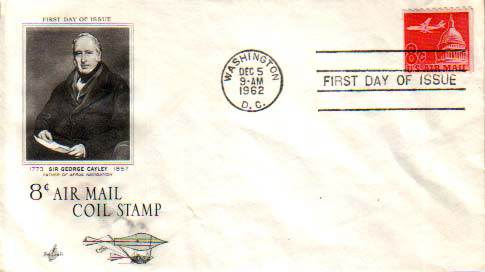 FIRST DAY OF ISSUE
1773 SIR GEORGE CAYLEY 1857
FATHER OF AERIAL NAVIGATION
8¢ AIR MAIL
COIL STAMP
WASHINGTON
DEC 5
9-AM
1962
D. C.
FIRST DAY OF ISSUE
8¢
U.S. AIR MAIL